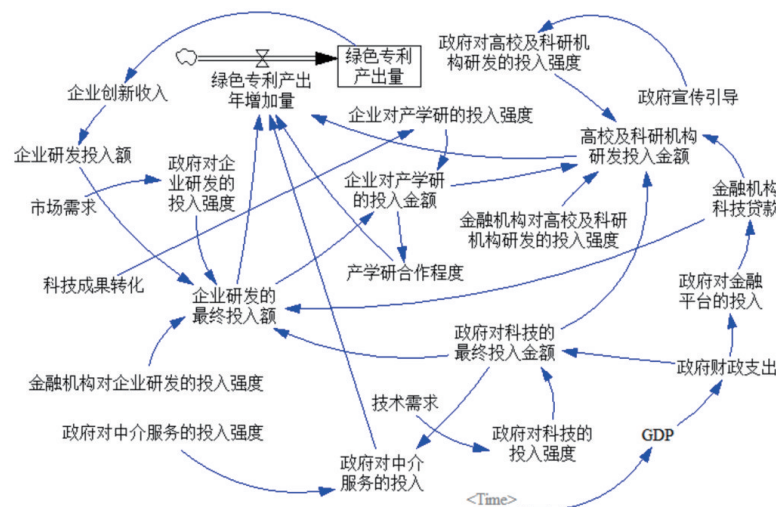 绿色专利产出
年增加量
绿色专利
产出量
政府对高校及科研机
构研发的投入强度
企业创新收入
政府宣传引导
企业对产学研的投入强度
高校及科研机构
研发投入金额
企业研发投入额
政府对企
业研发的
投入强度
企业对产学研
的投入金额
市场需求
金融机构对高校及科研
机构研发的投入强度
金融机构
科技贷款
科技成果转化
产学研合作程度
企业研发的
最终投入额
政府对金融
平台的投入
政府对科技的
最终投入金额
政府财政支出
金融机构对企业研发的投入强度
技术需求
政府对中介服务的投入强度
政府对科技的
投入强度
GDP
政府对中介
服务的投入
<Time>